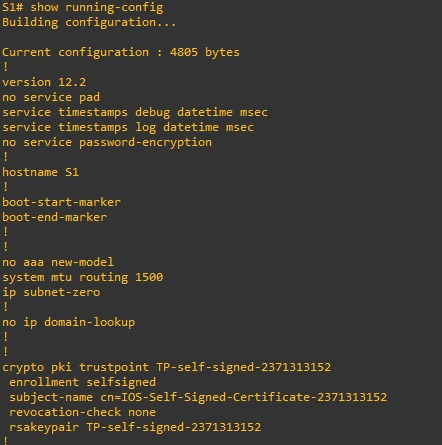 S1# show running-config
Building configuration...
Current configuration : 4805 bytes
!
version 12.2
no service pad
service timestamps debug datetime msec
service timestamps log datetime msec
no service password-encryption
!
hostname S1
!
boot-start-marker
boot-end-marker
!
!
no aaa new-model
system mtu routing 1500
ip subnet-zero
!
no ip domain-lookup
!
!
crypto pki trustpoint TP-self-signed-2371313152
 enrollment selfsigned
 subject-name cn=IOS-Self-Signed-Certificate-2371313152
 revocation-check none
 rsakeypair TP-self-signed-2371313152
!